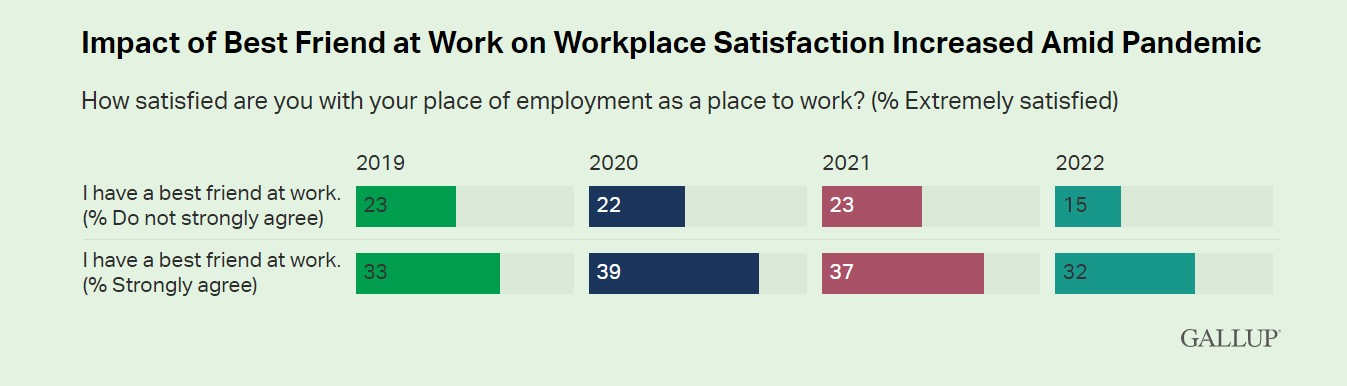 Impact of Best Friend at Work on Workplace Satisfaction Increased Amid Pandemic
How satisfied are you with your place of employment as a place to work? (% Extremely satisfied)
2019 2020 2021 2022
I have a best friend at work.
(% Do not strongly agree)
23 22 23 15
I have a best friend at work.
(% Strongly agree)
33 39 37 32
GALLUP